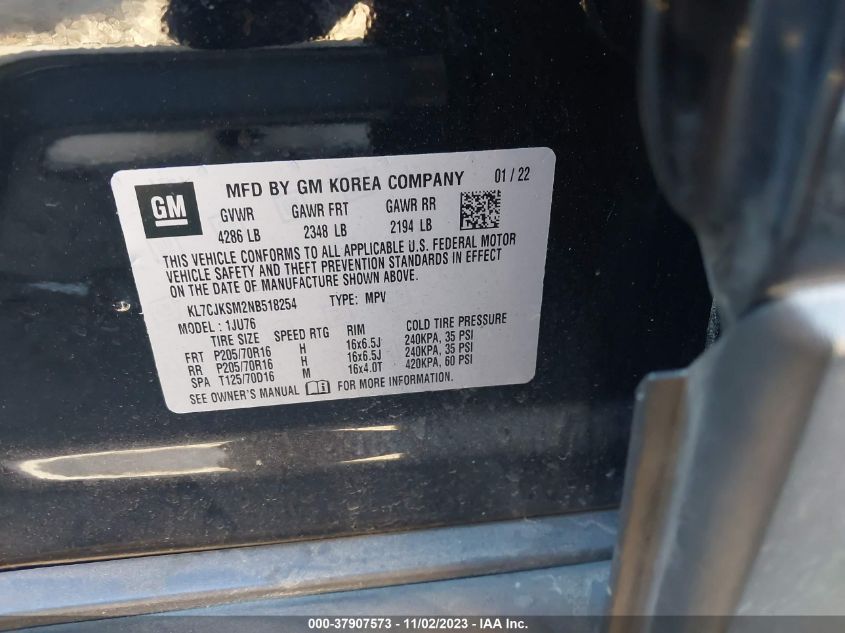 GM
MFD BY GM KOREA COMPANY 01 / 22
GVWR GAWR FRT GAWR RR
4286 LB 2348 LB 2194 LB
THIS VEHICLE CONFORMS TO ALL APPLICABLE U.S. FEDERAL MOTOR
VEHICLE SAFETY AND THEFT PREVENTION STANDARDS IN EFFECT
ON THE DATE OF MANUFACTURE SHOWN ABOVE.
KL7CJKSM2NB518254 TYPE: MPV
MODEL : 1JU76
TIRE SIZE SPEED RTG RIM COLD TIRE PRESSURE
FRT P205/70R16 H 16x6.5J 240KPA, 35 PSI
RR P205/70R16 H 16x6.5J 240KPA, 35 PSI
SPA T125/70D16 M 16x4.0T 420KPA, 60 PSI
SEE OWNER'S MANUAL FOR MORE INFORMATION.
000-37907573 — 11/02/2023 — IAA Inc.